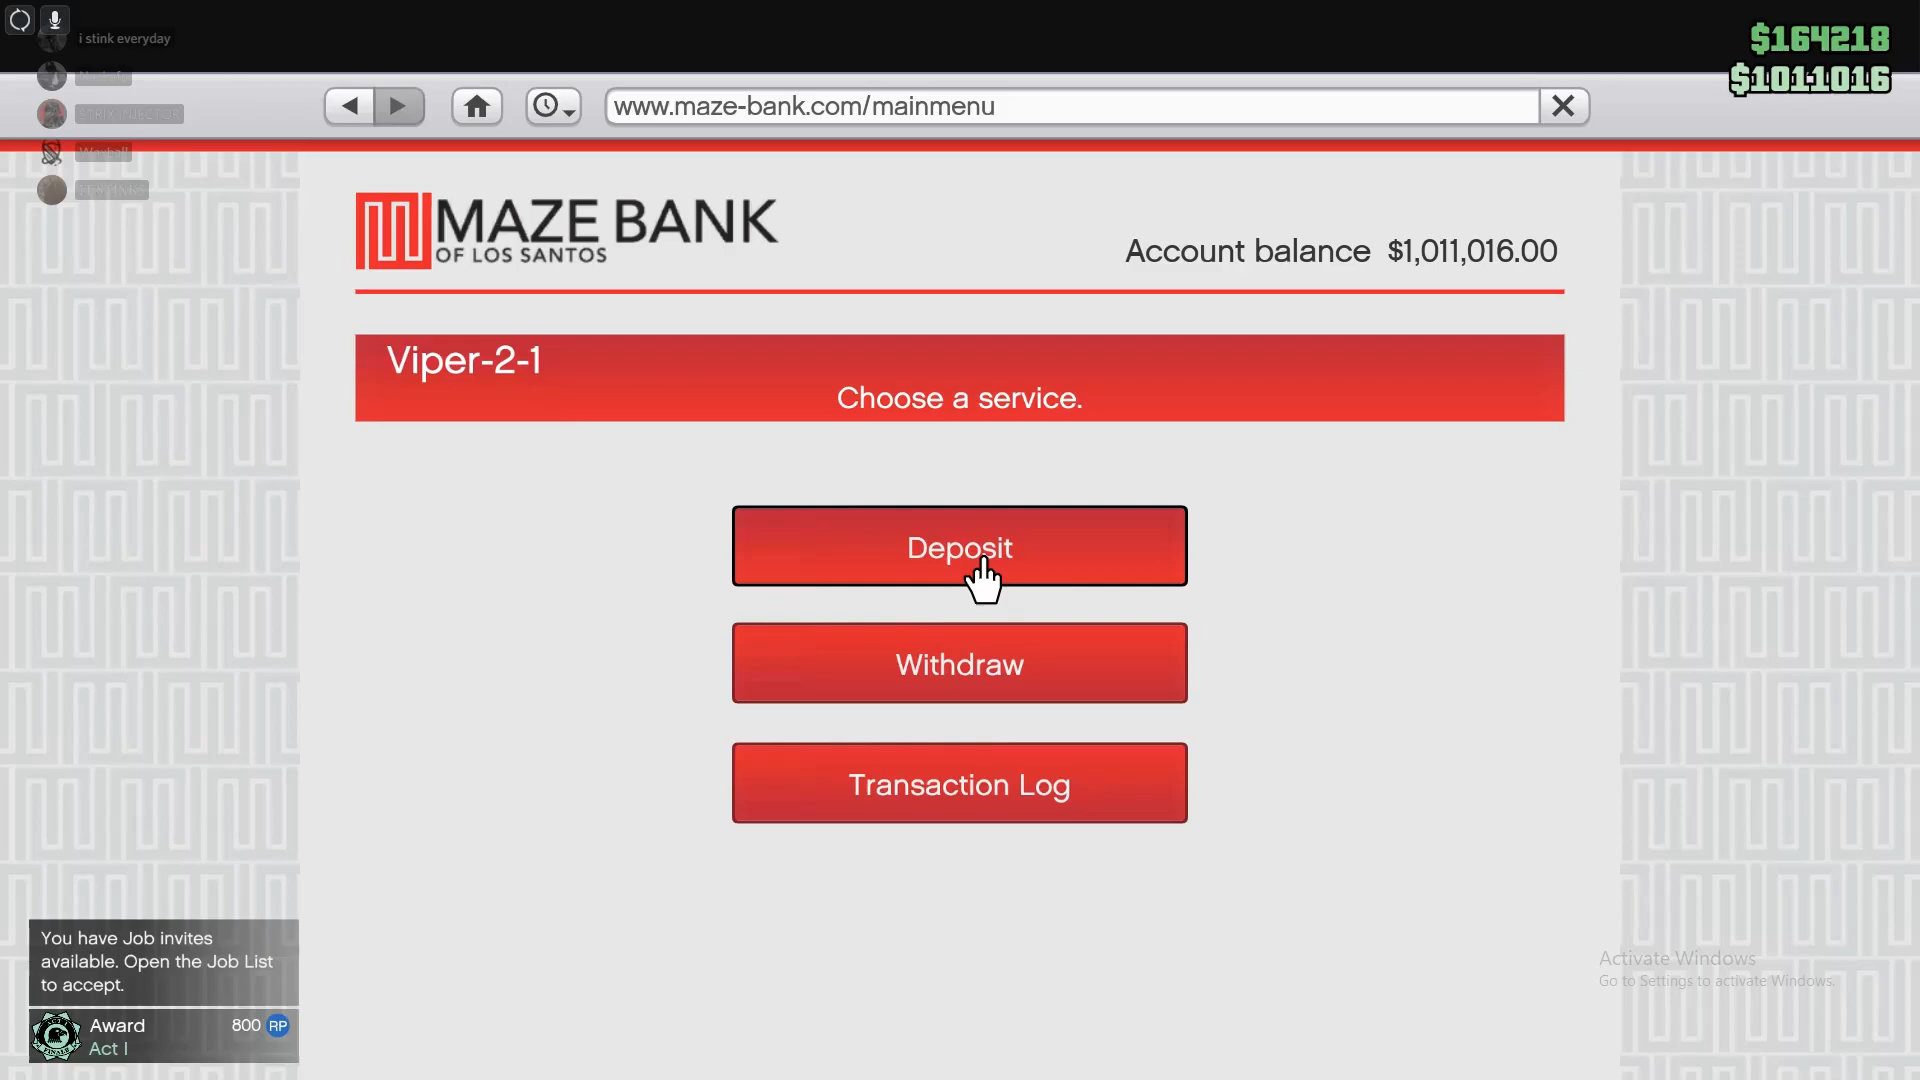 i stink everyday
$164218
$1011016
www.maze-bank.com/mainmenu
MAZE BANK
OF LOS SANTOS
Account balance $1,011,016.00
Viper-2-1
Choose a service.
Deposit
Withdraw
Transaction Log
You have Job invites
available. Open the Job List
to accept.
Award 800 RP
Act I
Activate Windows
Go to Settings to activate Windows.